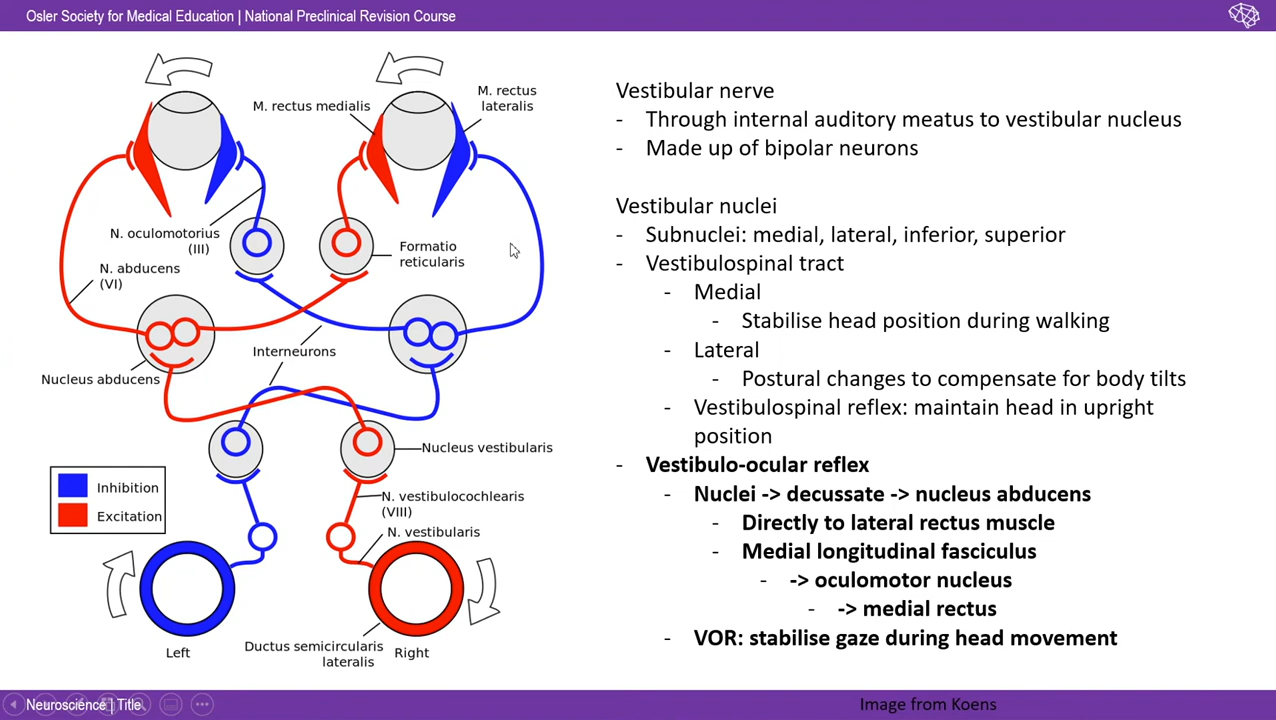 Osler Society for Medical Education | National Preclinical Revision Course
M. rectus medialis
M. rectus
lateralis
N. oculomotorius
(III)
Formatio
reticularis
N. abducens
(VI)
Interneurons
Nucleus abducens
Nucleus vestibularis
Inhibition
Excitation
N. vestibulocochlearis
(VIII)
N. vestibularis
Ductus semicircularis
lateralis
Left
Right
Vestibular nerve
- Through internal auditory meatus to vestibular nucleus
- Made up of bipolar neurons
Vestibular nuclei
- Subnuclei: medial, lateral, inferior, superior
- Vestibulospinal tract
- Medial
- Stabilise head position during walking
- Lateral
- Postural changes to compensate for body tilts
- Vestibulospinal reflex: maintain head in upright
position
- Vestibulo-ocular reflex
- Nuclei -> decussate -> nucleus abducens
- Directly to lateral rectus muscle
- Medial longitudinal fasciculus
- -> oculomotor nucleus
- -> medial rectus
- VOR: stabilise gaze during head movement
Neuroscience | Title
Image from Koens